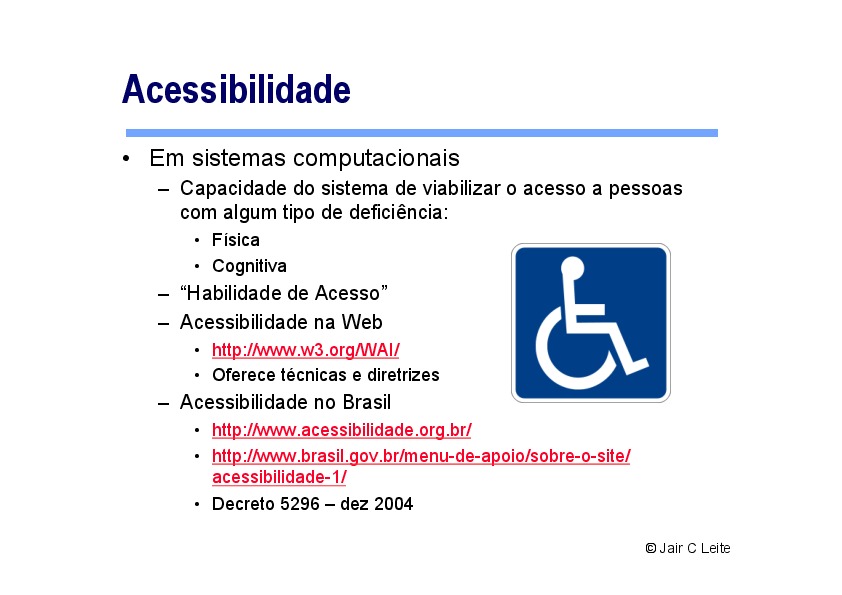 Acessibilidade
• Em sistemas computacionais
– Capacidade do sistema de viabilizar o acesso a pessoas
com algum tipo de deficiência:
• Física
• Cognitiva
– “Habilidade de Acesso”
– Acessibilidade na Web
• http://www.w3.org/WAI/
• Oferece técnicas e diretrizes
– Acessibilidade no Brasil
• http://www.acessibilidade.org.br/
• http://www.brasil.gov.br/menu-de-apoio/sobre-o-site/
acessibilidade-1/
• Decreto 5296 – dez 2004
© Jair C Leite